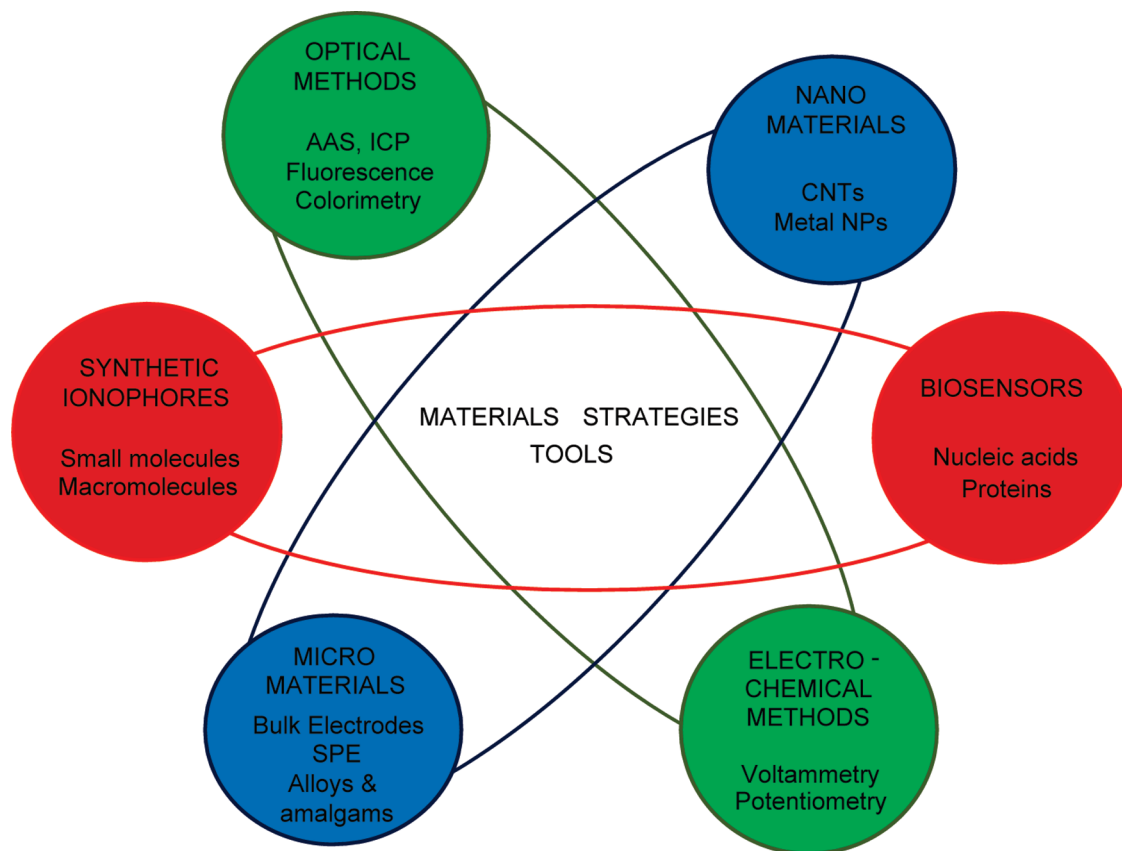 OPTICAL
METHODS
AAS, ICP
Fluorescence
Colorimetry
NANO
MATERIALS
CNTs
Metal NPs
SYNTHETIC
IONOPHORES
Small molecules
Macromolecules
MATERIALS STRATEGIES
TOOLS
BIOSENSORS
Nucleic acids
Proteins
MICRO
MATERIALS
Bulk Electrodes
SPE
Alloys &
amalgams
ELECTRO -
CHEMICAL
METHODS
Voltammetry
Potentiometry